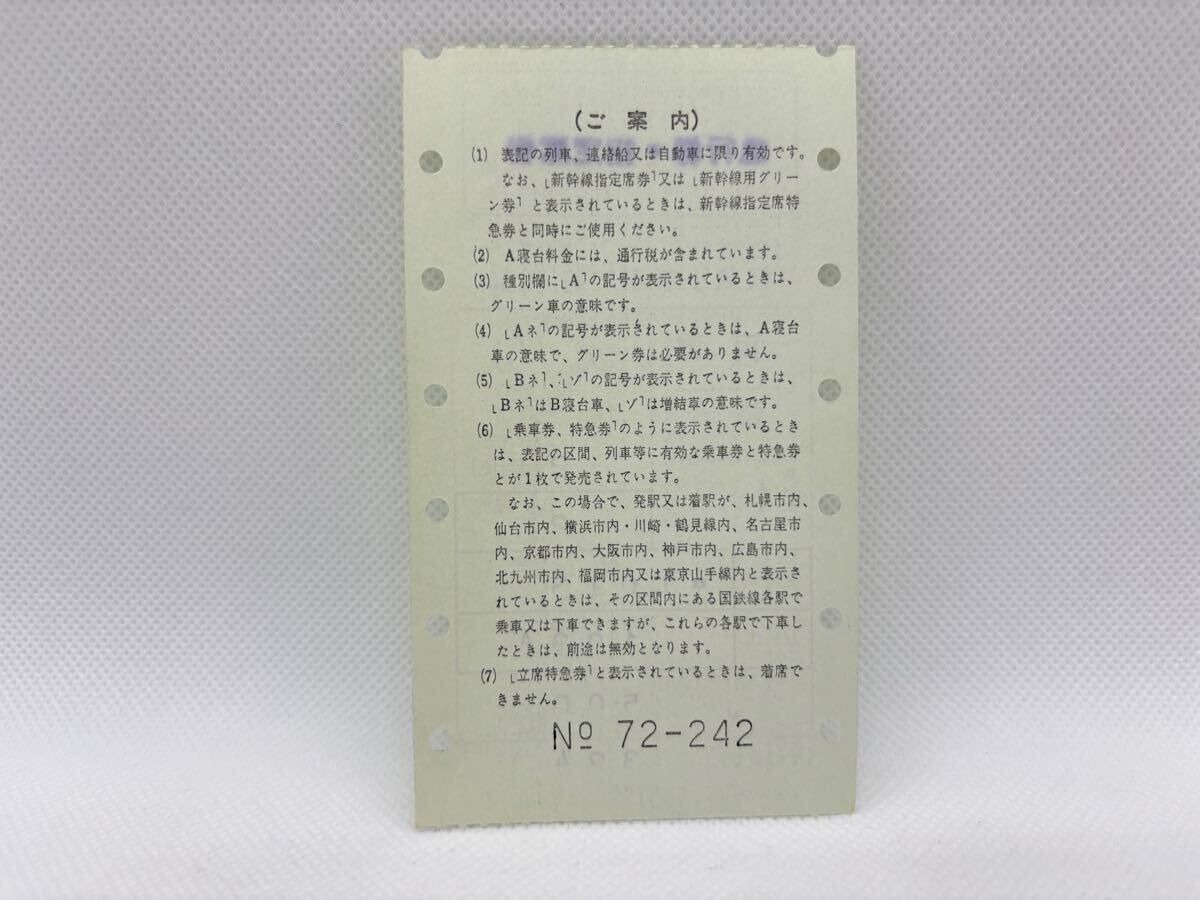 (ご案内)
(1) 表記の列車、連絡船又は自動車に限り有効です。
なお、｢新幹線指定席券｣又は｢新幹線用グリー
ン券｣と表示されているときは、新幹線指定席特
急券と同時にご使用ください。
(2) A寝台料金には、通行税が含まれています。
(3) 種別欄に｢A｣の記号が表示されているときは、
グリーン車の意味です。
(4) ｢Aネ｣の記号が表示されているときは、A寝台
車の意味で、グリーン券は必要がありません。
(5) ｢Bネ｣、｢ゾ｣の記号が表示されているときは、
｢Bネ｣はB寝台車、｢ゾ｣は増結車の意味です。
(6) ｢乗車券、特急券｣のように表示されているとき
は、表記の区間、列車等に有効な乗車券と特急券
とが1枚で発売されています。
なお、この場合で、発駅又は着駅が、札幌市内、
仙台市内、横浜市内・川崎・鶴見線内、名古屋市
内、京都市内、大阪市内、神戸市内、広島市内、
北九州市内、福岡市内又は東京山手線内と表示さ
れているときは、その区間内にある国鉄線各駅で
乗車又は下車できますが、これらの各駅で下車し
たときは、前途は無効となります。
(7) ｢立席特急券｣と表示されているときは、着席で
きません。
№ 72-242